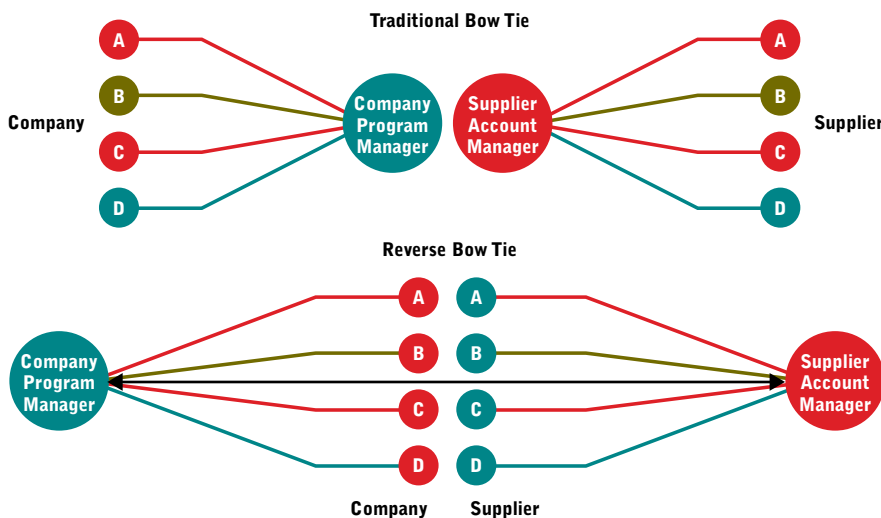 Traditional Bow Tie
A
A
B
B
Company
Company
Program
Manager
Supplier
Account
Manager
Supplier
C
C
D
D
Reverse Bow Tie
A
A
B
B
Company
Program
Manager
Supplier
Account
Manager
C
C
D
D
Company
Supplier